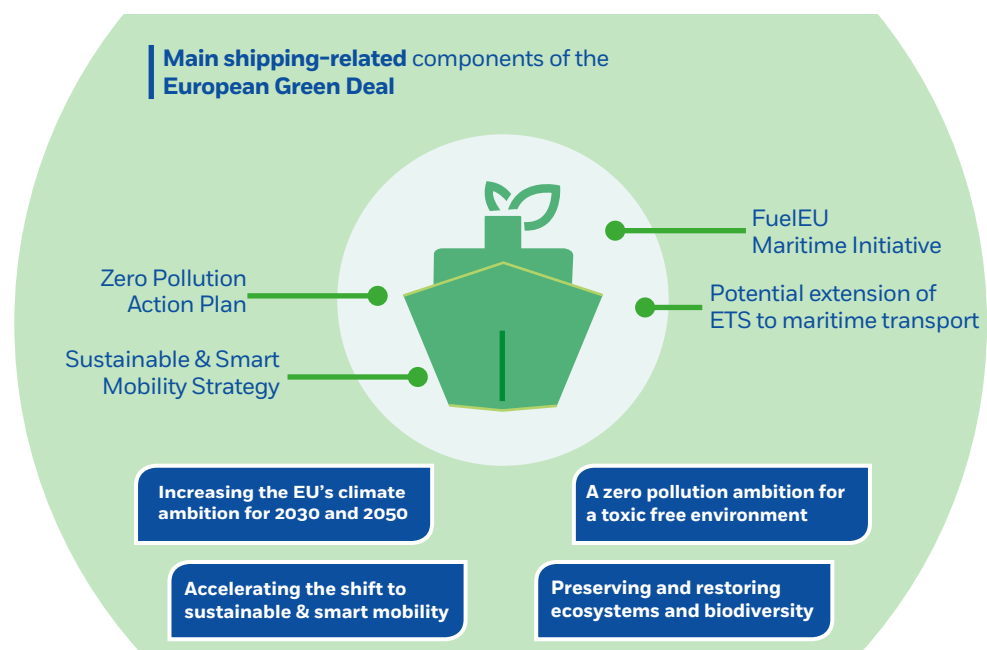 Main shipping-related components of the
European Green Deal
FuelEU
Maritime Initiative
Zero Pollution
Action Plan
Potential extension of
ETS to maritime transport
Sustainable & Smart
Mobility Strategy
Increasing the EU's climate
ambition for 2030 and 2050
A zero pollution ambition for
a toxic free environment
Accelerating the shift to
sustainable & smart mobility
Preserving and restoring
ecosystems and biodiversity